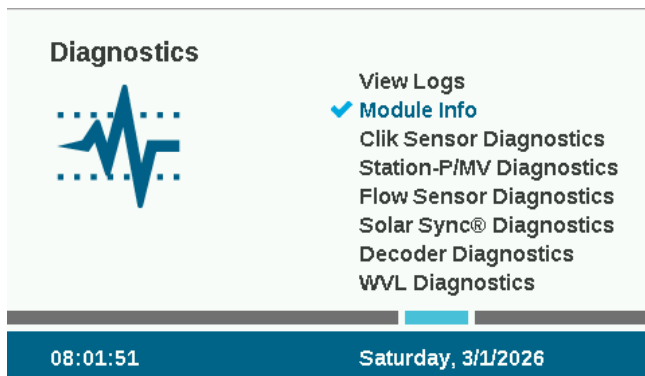 Diagnostics
View Logs
Module Info
Clik Sensor Diagnostics
Station-P/MV Diagnostics
Flow Sensor Diagnostics
Solar Sync® Diagnostics
Decoder Diagnostics
WVL Diagnostics
08:01:51
Saturday, 3/1/2026